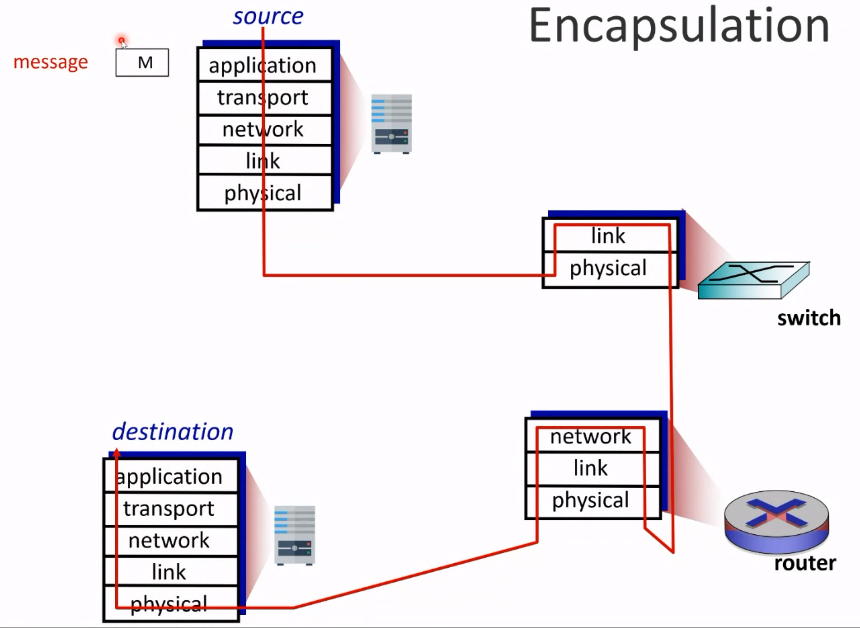 Encapsulation
source
message
M
application
transport
network
link
physical
link
physical
switch
network
link
physical
router
destination
application
transport
network
link
physical